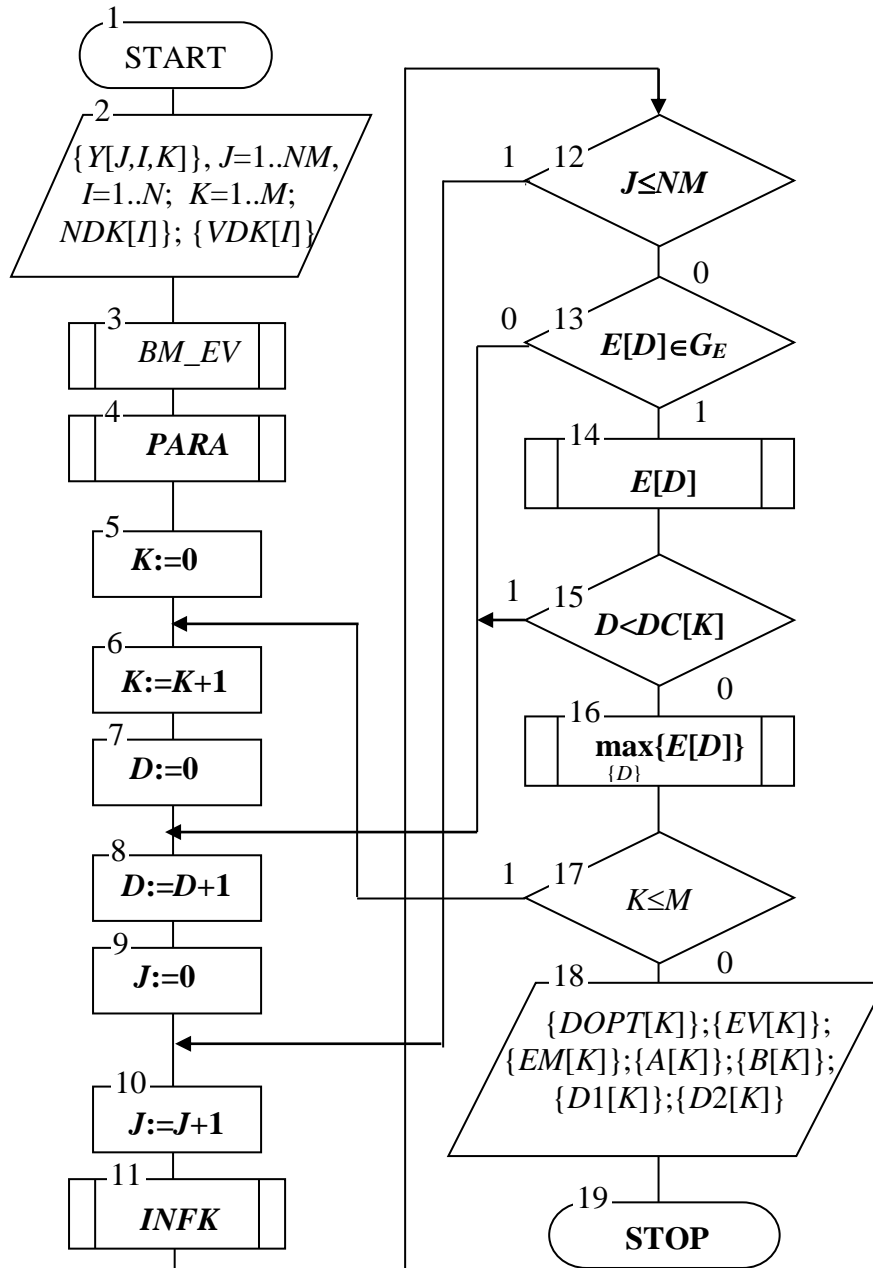 1
START
2
{Y[J,I,K]}, J=1..NM,
I=1..N; K=1..M;
NDK[I]}; {VDK[I]}
3
BM_EV
4
PARA
5
K:=0
6
K:=K+1
7
D:=0
8
D:=D+1
9
J:=0
10
J:=J+1
11
INFK
1
12
J≤NM
0
0
13
E[D]∈G_E
1
14
E[D]
1
15
D<DC[K]
0
16
max{E[D]}
{D}
1
17
K≤M
0
18
{DOPT[K]};{EV[K]};
{EM[K]};{A[K]};{B[K]};
{D1[K]};{D2[K]}
19
STOP